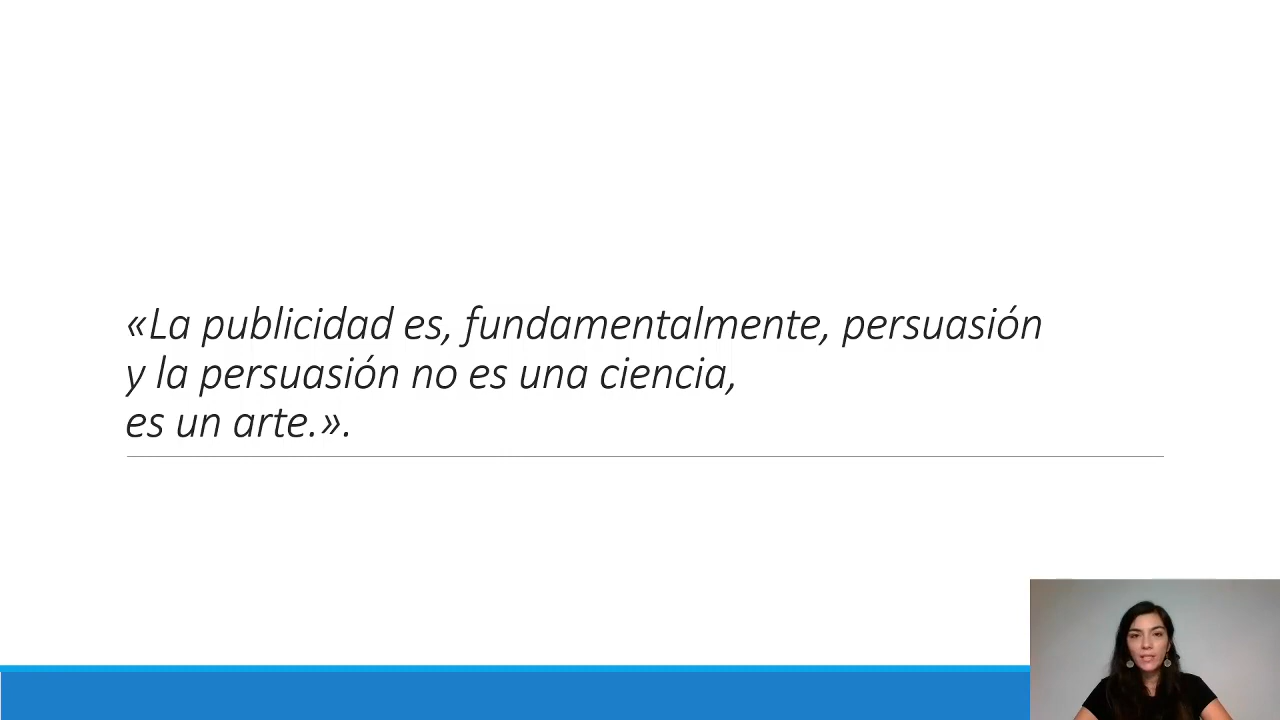 «La publicidad es, fundamentalmente, persuasión
y la persuasión no es una ciencia,
es un arte.».